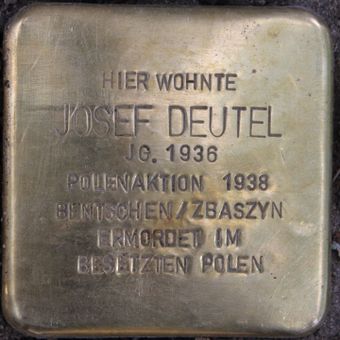 HIER WOHNTE
JOSEF DEUTEL
JG. 1936
POLENAKTION 1938
BENTSCHEN/ZBASZYN
ERMORDET IM
BESETZTEN POLEN